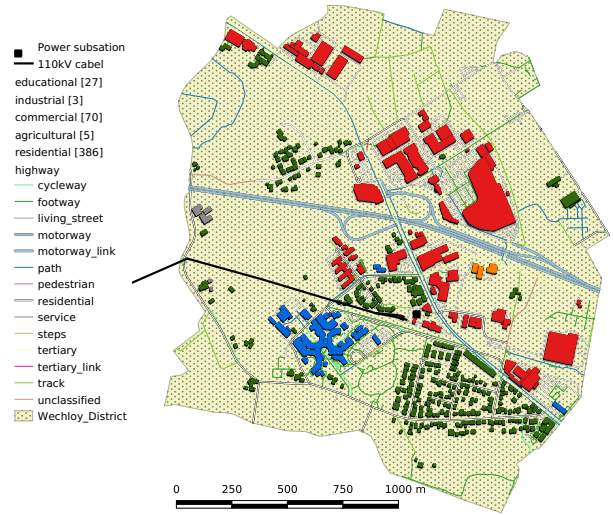 Power subsation
110kV cabel
educational [27]
industrial [3]
commercial [70]
agricultural [5]
residential [386]
highway
cycleway
footway
living_street
motorway
motorway_link
path
pedestrian
residential
service
steps
tertiary
tertiary_link
track
unclassified
Wechloy_District
0 250 500 750 1000 m